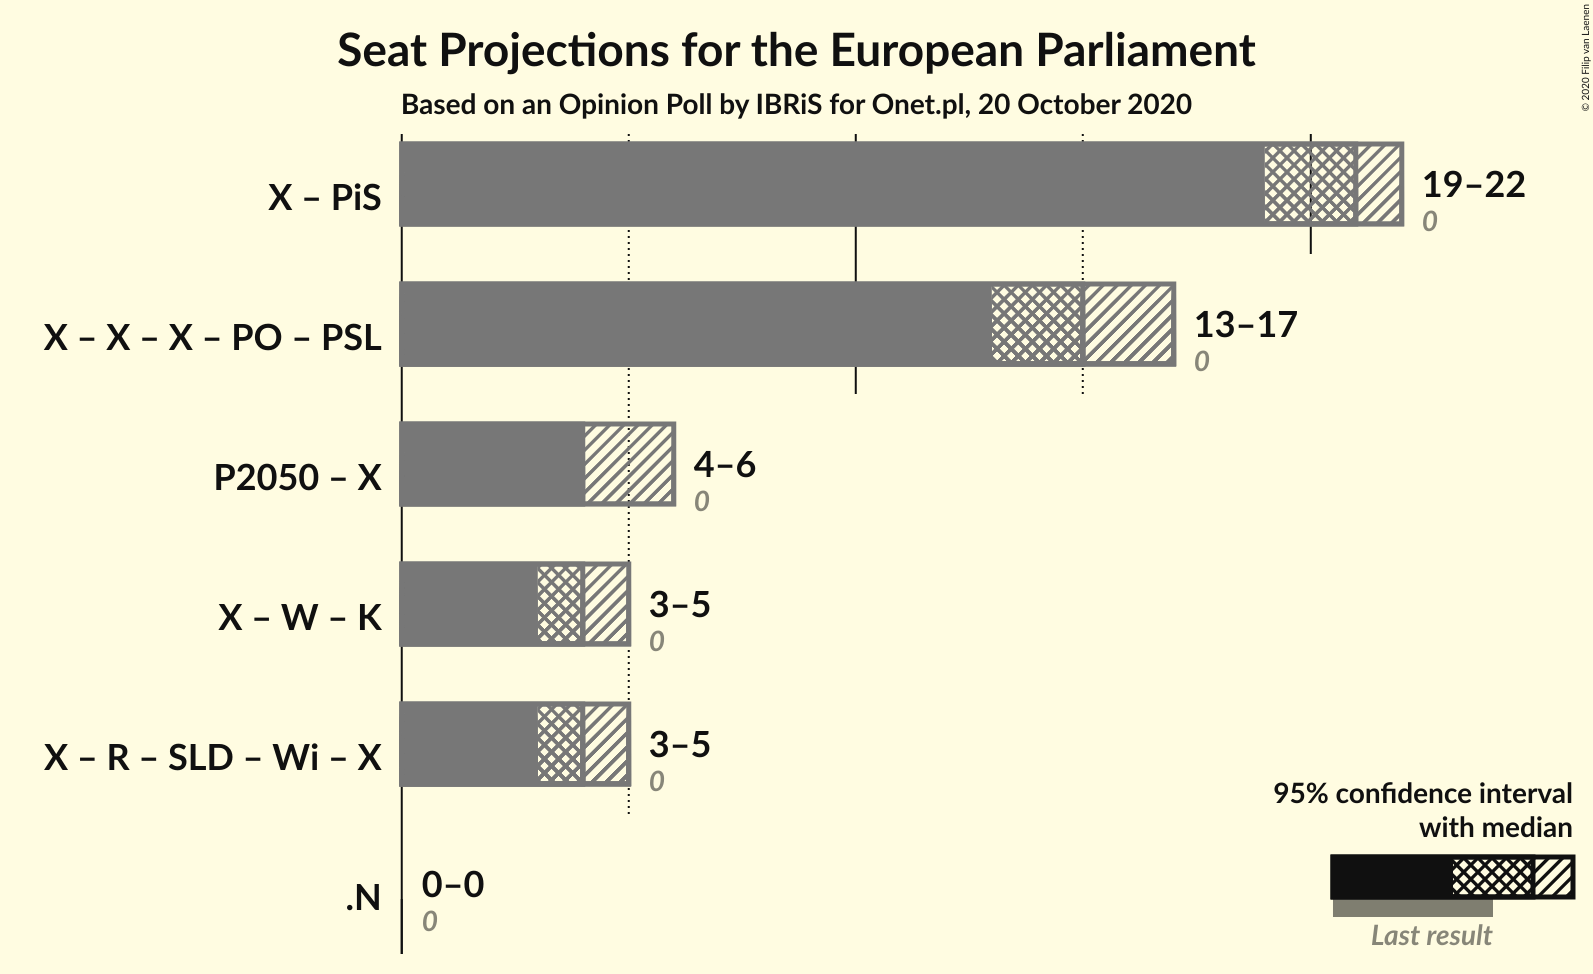 Seat Projections for the European Parliament
Based on an Opinion Poll by IBRiS for Onet.pl, 20 October 2020
© 2020 Filip van Laenen
X – PiS
19–22
0
X – X – X – PO – PSL
13–17
0
P2050 – X
4–6
0
X – W – K
3–5
0
X – R – SLD – Wi – X
3–5
0
.N
0–0
0
95% confidence interval
with median
Last result